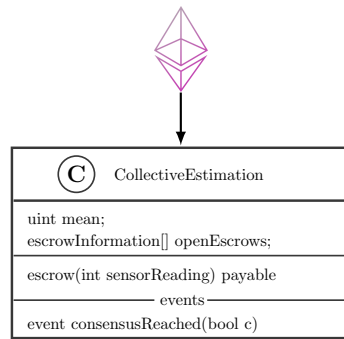 C CollectiveEstimation
uint mean;
escrowInformation[] openEscrows;
escrow(int sensorReading) payable
events
event consensusReached(bool c)